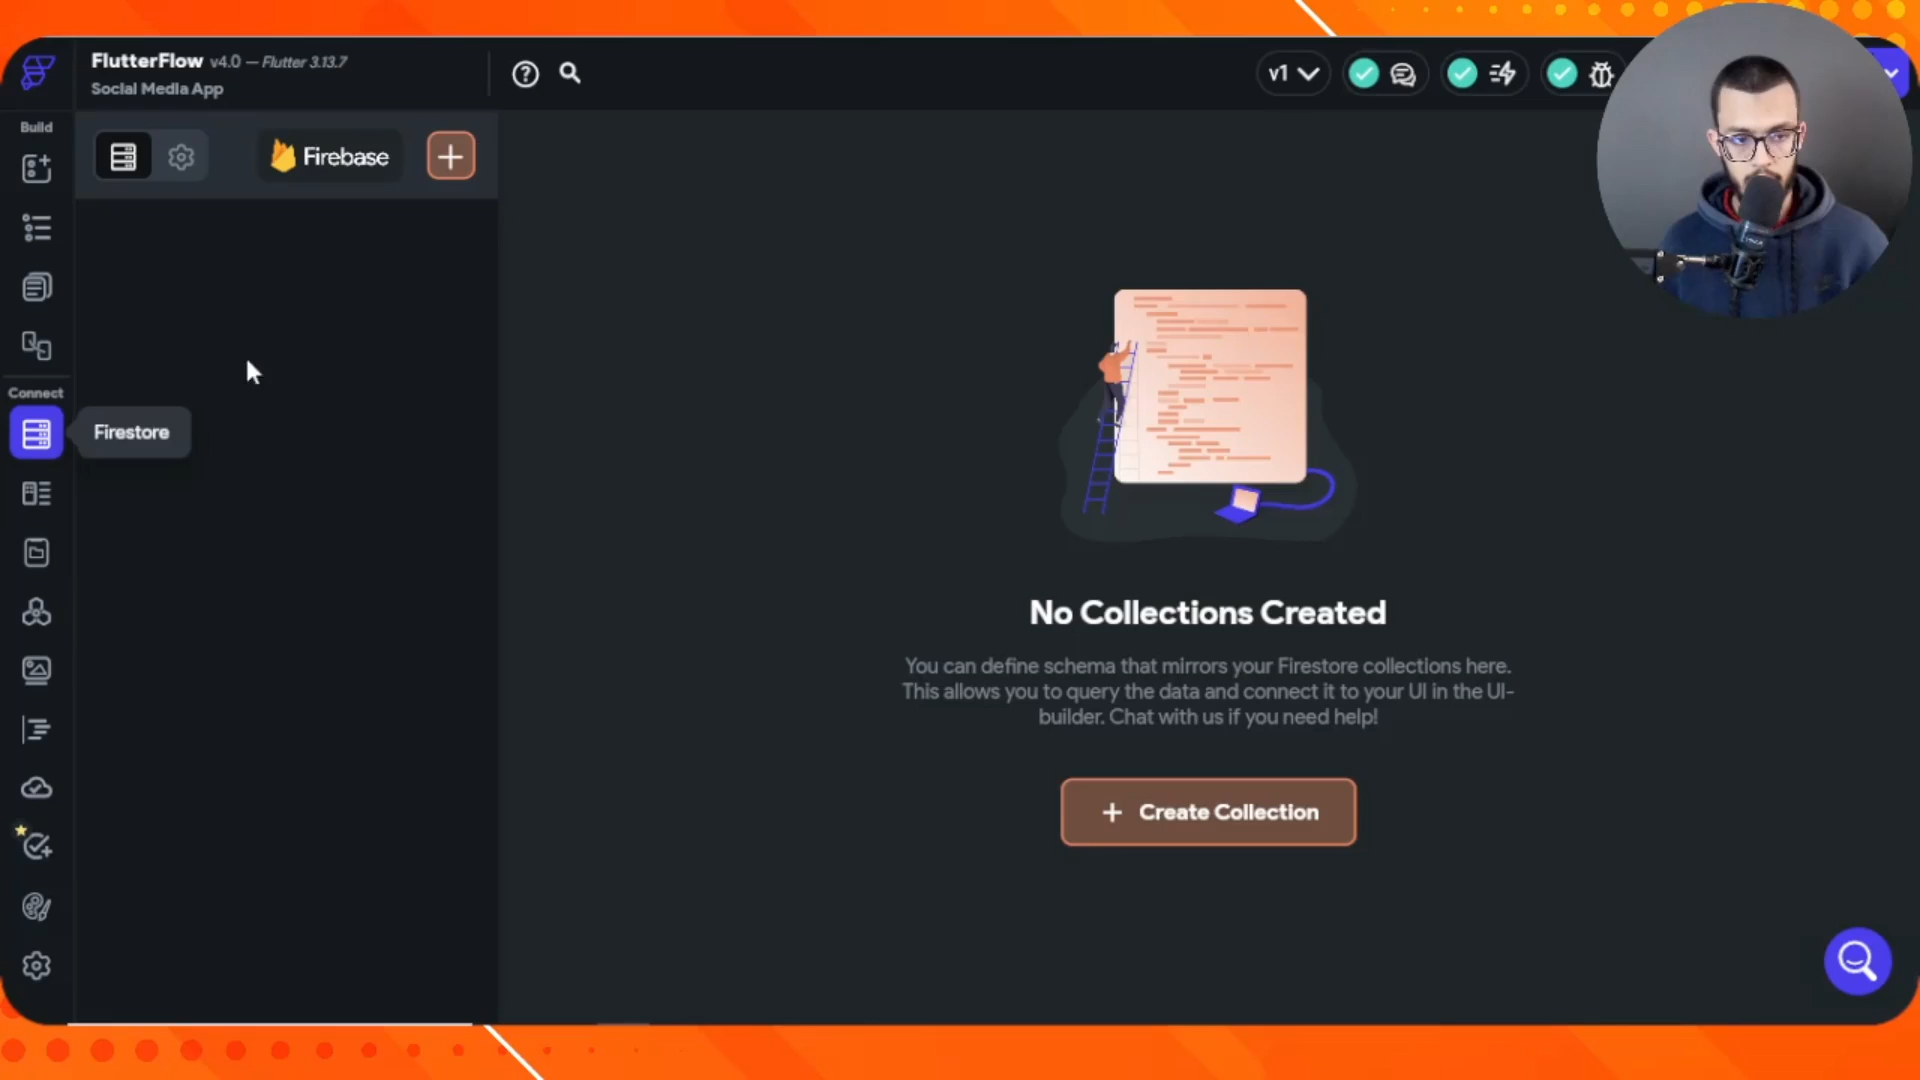 FlutterFlow v4.0 — Flutter 3.13.7
Social Media App
v1
Build
Firebase
Connect
Firestore
No Collections Created
You can define schema that mirrors your Firestore collections here.
This allows you to query the data and connect it to your UI in the UI-
builder. Chat with us if you need help!
+ Create Collection